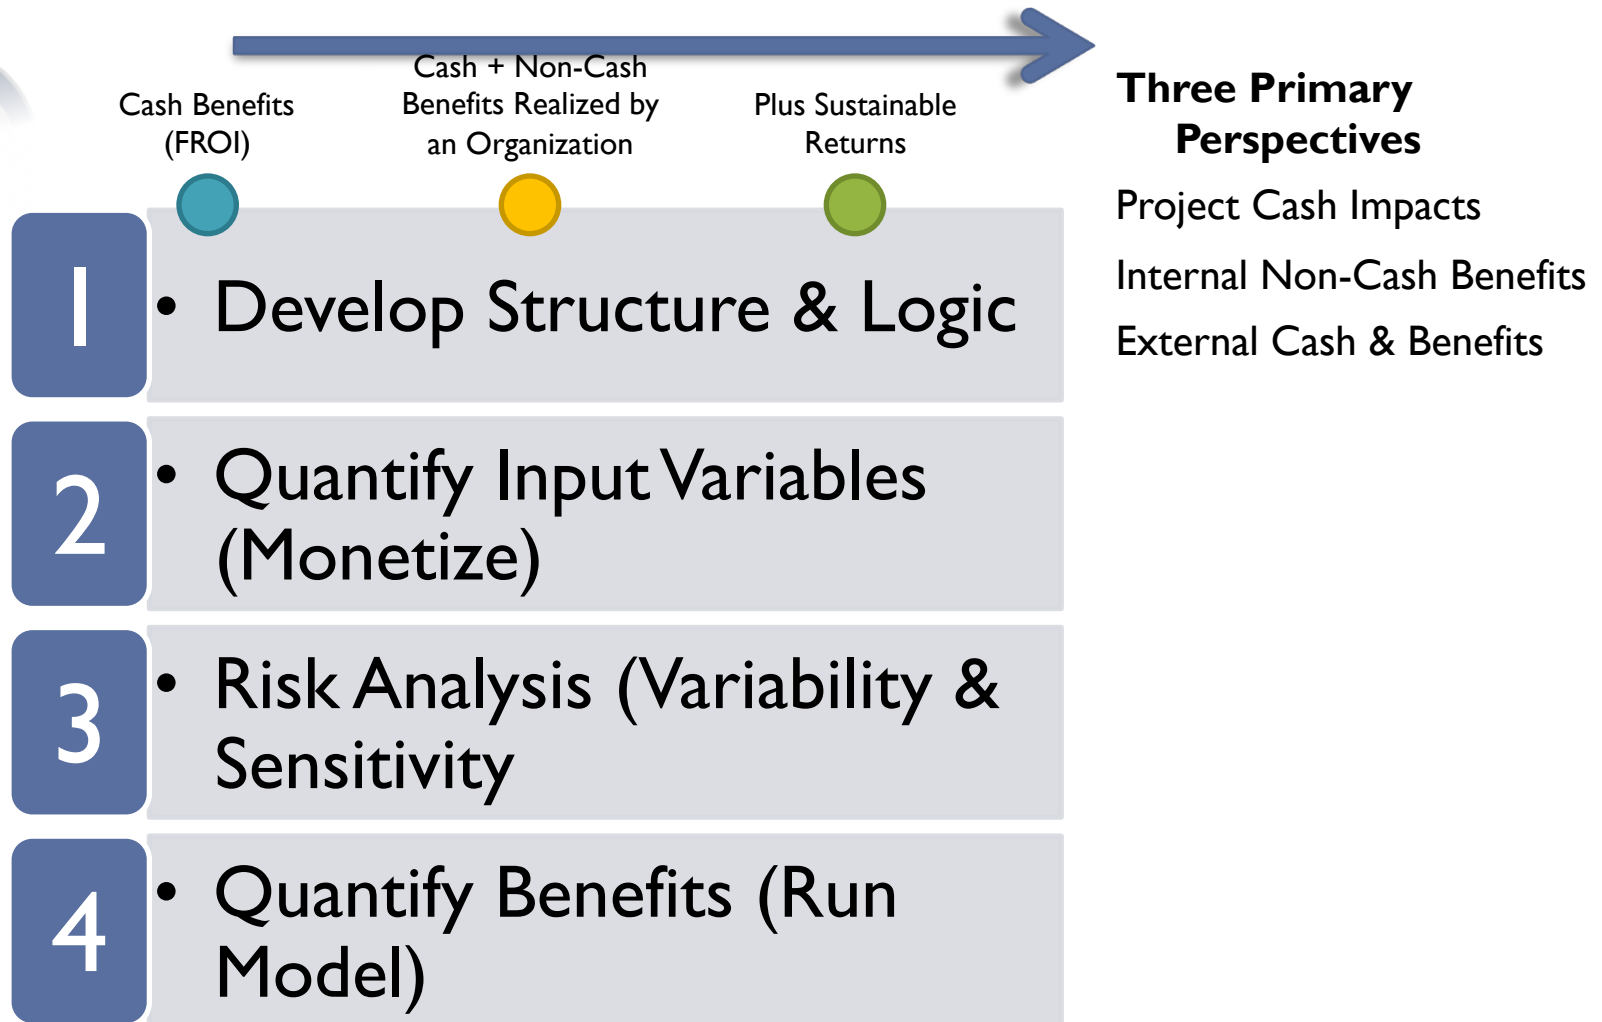 Cash Benefits
(FROI)
Cash + Non-Cash
Benefits Realized by
an Organization
Plus Sustainable
Returns
Three Primary
Perspectives
Project Cash Impacts
Internal Non-Cash Benefits
External Cash & Benefits
1
• Develop Structure & Logic
2
• Quantify Input Variables
(Monetize)
3
• Risk Analysis (Variability &
Sensitivity
4
• Quantify Benefits (Run
Model)